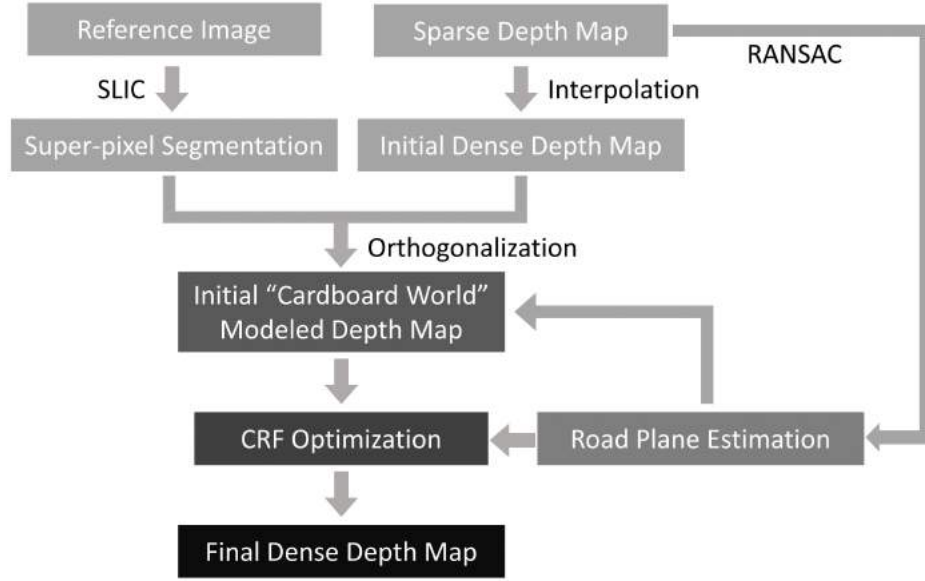 Reference Image
Sparse Depth Map
RANSAC
SLIC
Interpolation
Super-pixel Segmentation
Initial Dense Depth Map
Orthogonalization
Initial “Cardboard World”
Modeled Depth Map
CRF Optimization
Road Plane Estimation
Final Dense Depth Map